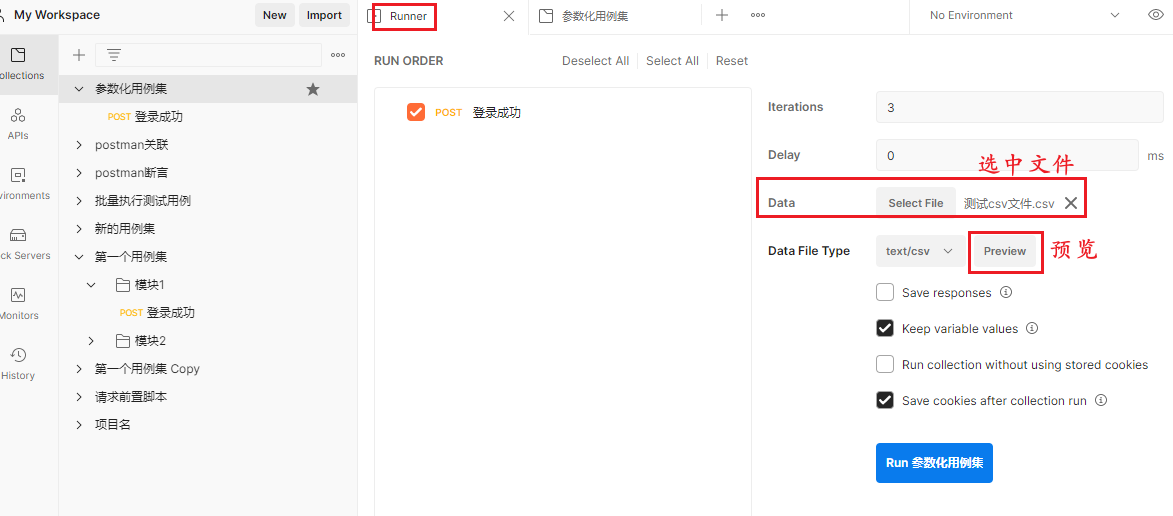 My Workspace
New
Import
Runner
参数化用例集
No Environment
ollections
APIs
vironments
ck Servers
Monitors
History
参数化用例集
POST 登录成功
postman关联
postman断言
批量执行测试用例
新的用例集
第一个用例集
模块1
POST 登录成功
模块2
第一个用例集 Copy
请求前置脚本
项目名
RUN ORDER
Deselect All
Select All
Reset
POST 登录成功
Iterations
3
Delay
0
ms
选中文件
Data
Select File
测试csv文件.csv
Data File Type
text/csv
Preview
预览
Save responses
Keep variable values
Run collection without using stored cookies
Save cookies after collection run
Run 参数化用例集